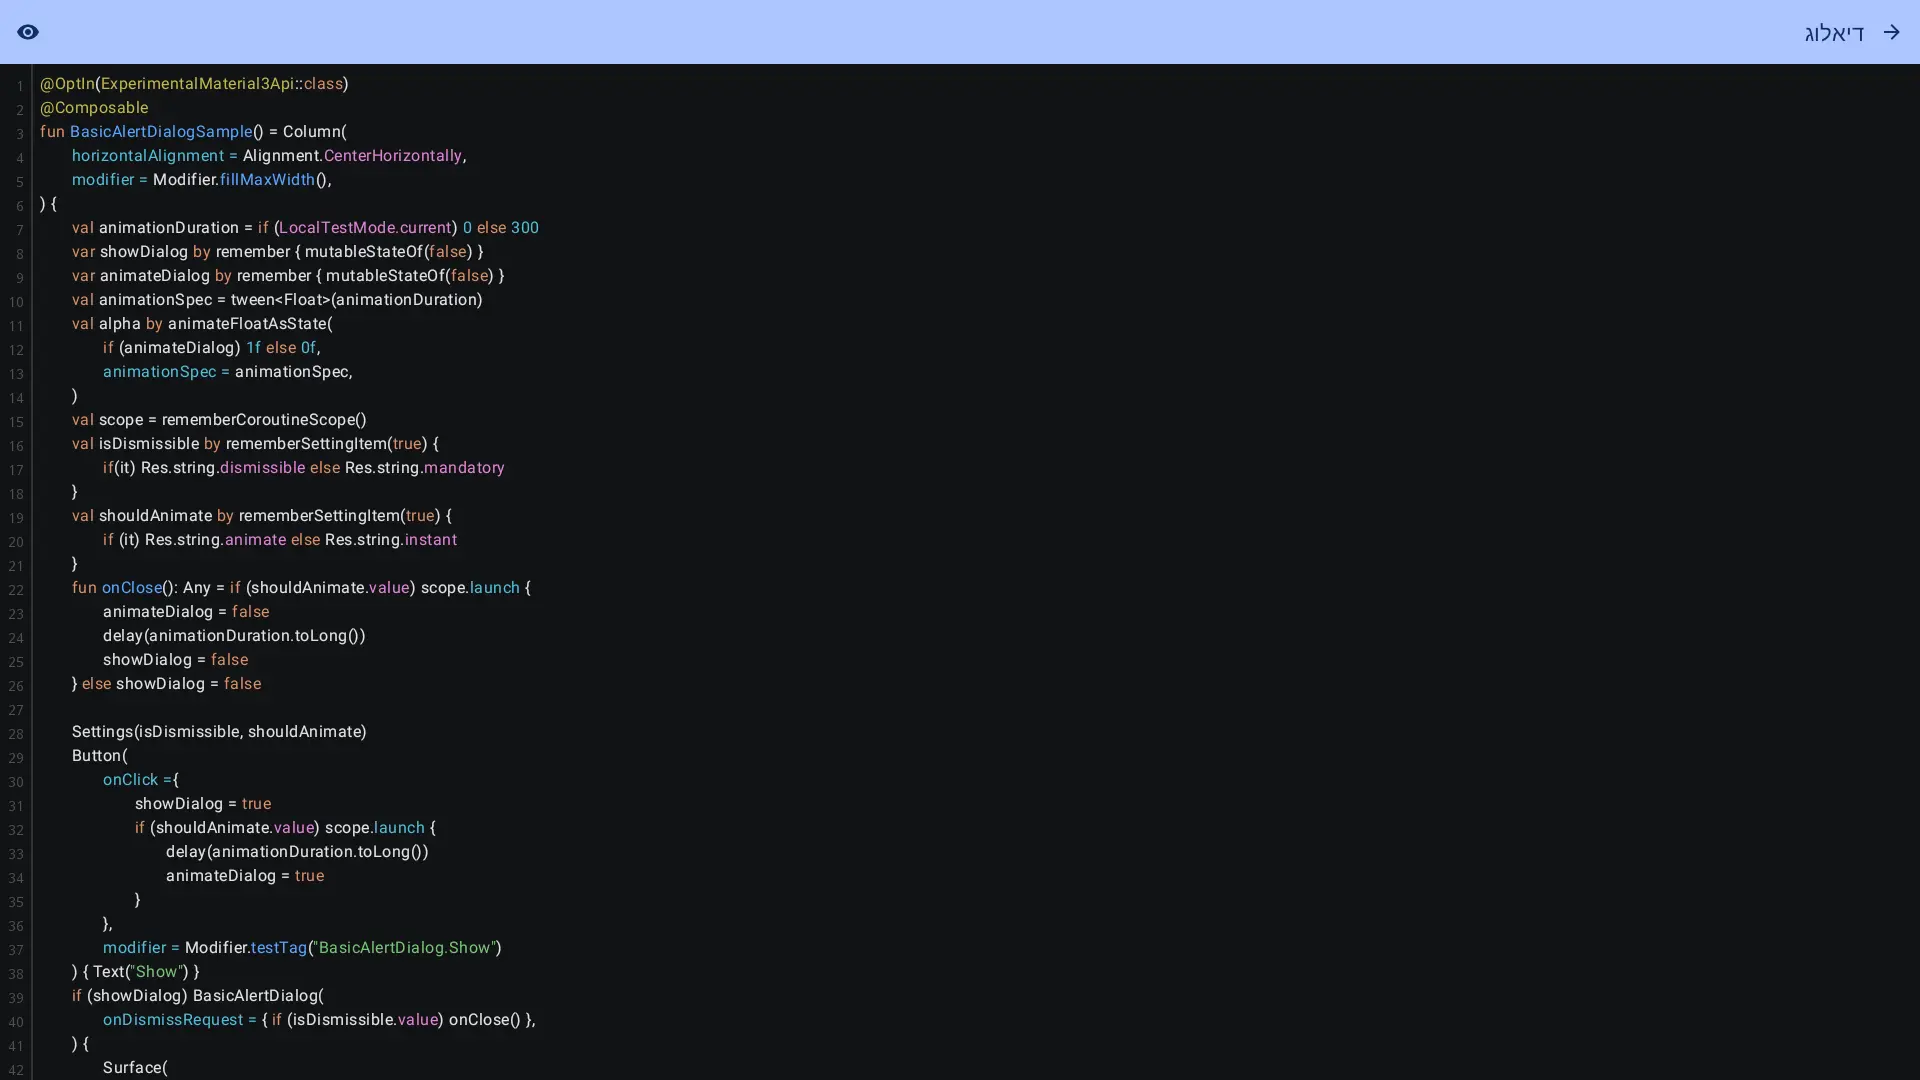 דיאלוג
1 @OptIn(ExperimentalMaterial3Api::class)
2 @Composable
3 fun BasicAlertDialogSample() = Column(
4 horizontalAlignment = Alignment.CenterHorizontally,
5 modifier = Modifier.fillMaxWidth(),
6 ) {
7 val animationDuration = if (LocalTestMode.current) 0 else 300
8 var showDialog by remember { mutableStateOf(false) }
9 var animateDialog by remember { mutableStateOf(false) }
10 val animationSpec = tween<Float>(animationDuration)
11 val alpha by animateFloatAsState(
12 if (animateDialog) 1f else 0f,
13 animationSpec = animationSpec,
14 )
15 val scope = rememberCoroutineScope()
16 val isDismissible by rememberSettingItem(true) {
17 if(it) Res.string.dismissible else Res.string.mandatory
18 }
19 val shouldAnimate by rememberSettingItem(true) {
20 if (it) Res.string.animate else Res.string.instant
21 }
22 fun onClose(): Any = if (shouldAnimate.value) scope.launch {
23 animateDialog = false
24 delay(animationDuration.toLong())
25 showDialog = false
26 } else showDialog = false
27
28 Settings(isDismissible, shouldAnimate)
29 Button(
30 onClick ={
31 showDialog = true
32 if (shouldAnimate.value) scope.launch {
33 delay(animationDuration.toLong())
34 animateDialog = true
35 }
36 },
37 modifier = Modifier.testTag("BasicAlertDialog.Show")
38 ) { Text("Show") }
39 if (showDialog) BasicAlertDialog(
40 onDismissRequest = { if (isDismissible.value) onClose() },
41 ) {
42 Surface(